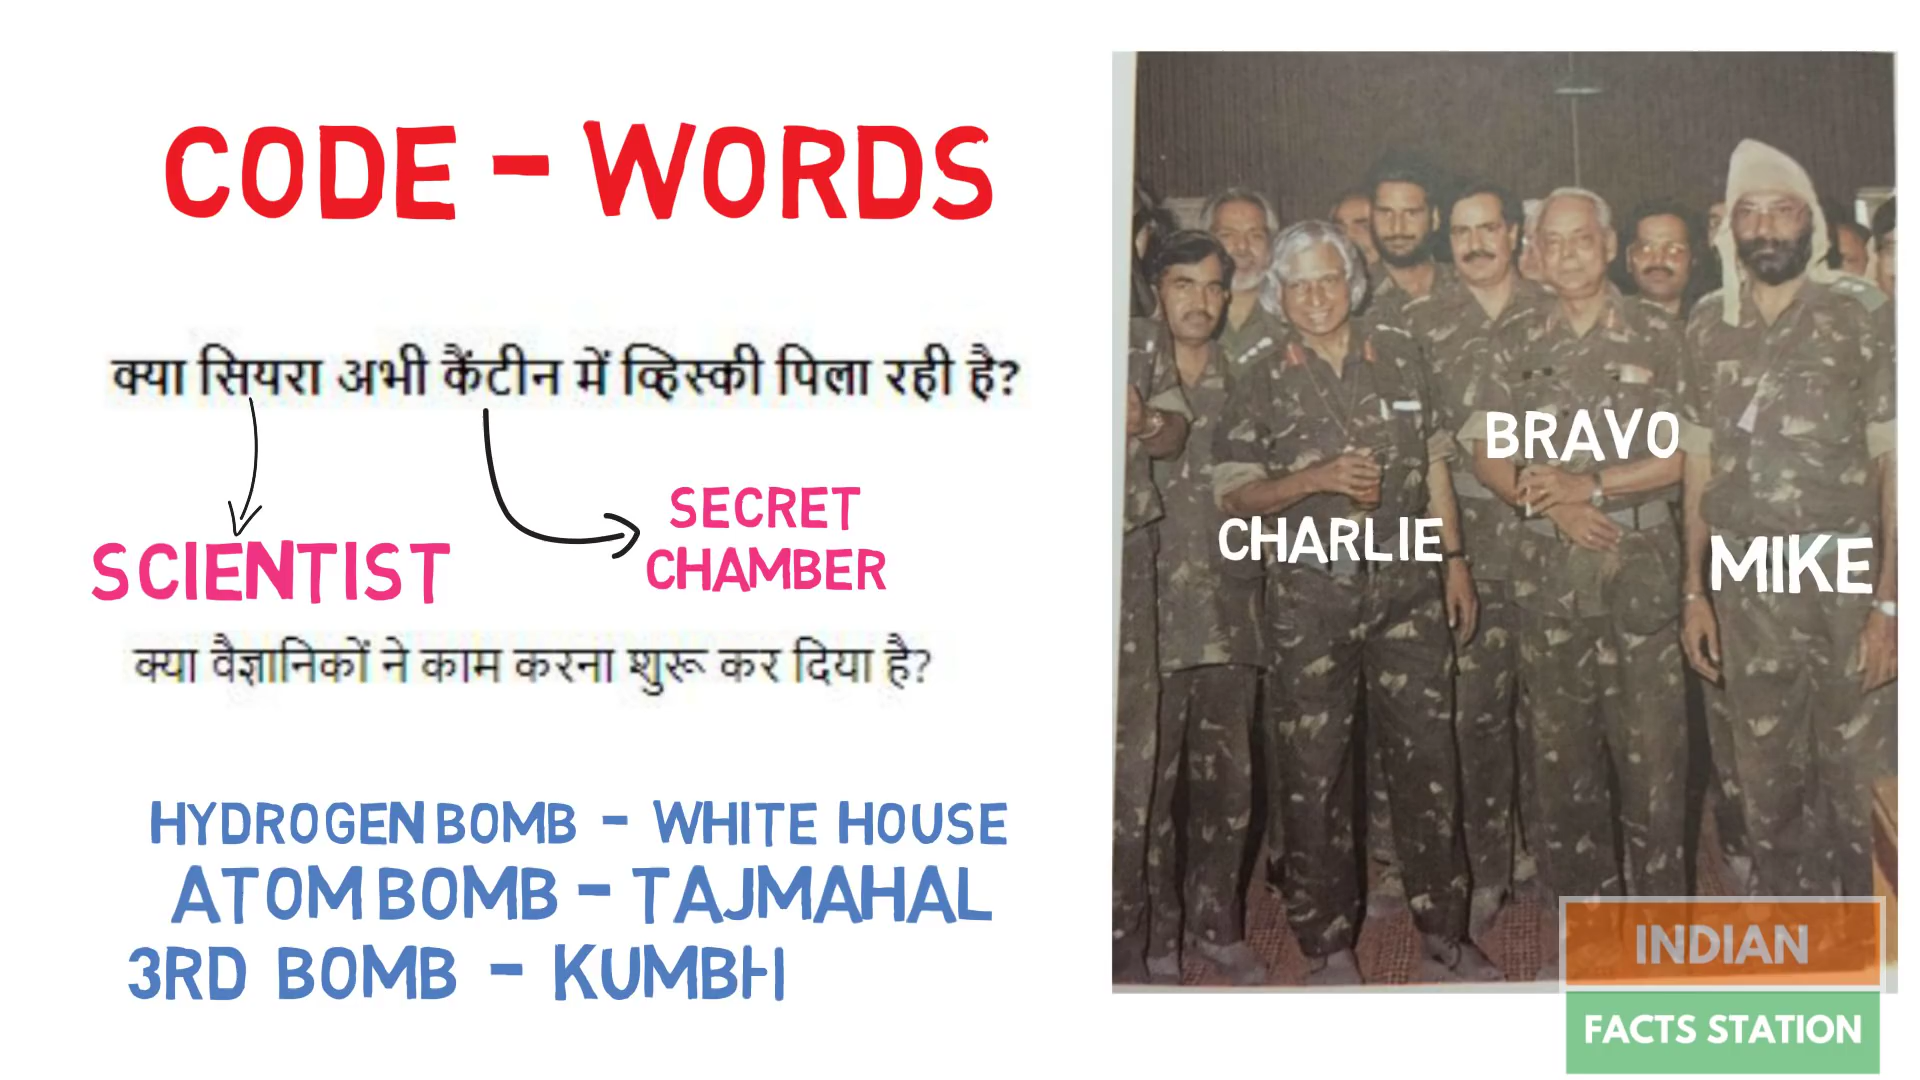 CODE - WORDS
क्या सियरा अभी कैंटीन में व्हिस्की पिला रही है?
SCIENTIST
SECRET
CHAMBER
क्या वैज्ञानिकों ने काम करना शुरू कर दिया है?
HYDROGEN BOMB - WHITE HOUSE
ATOM BOMB - TAJMAHAL
3RD BOMB - KUMBH
BRAVO
CHARLIE
MIKE
INDIAN
FACTS STATION